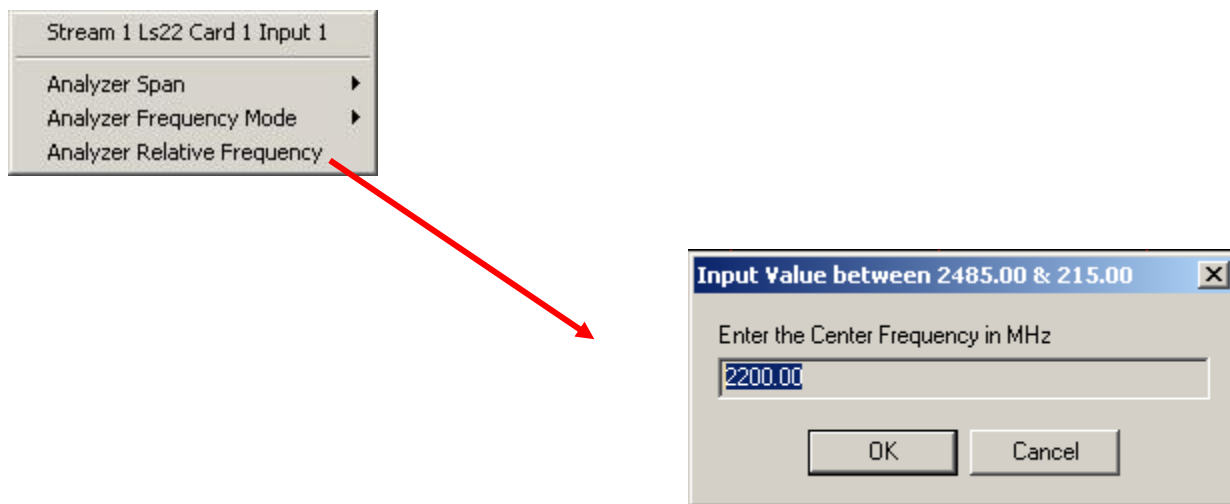 Stream 1 Ls22 Card 1 Input 1
Analyzer Span
Analyzer Frequency Mode
Analyzer Relative Frequency
Input Value between 2485.00 & 215.00
Enter the Center Frequency in MHz
2200.00
OK Cancel